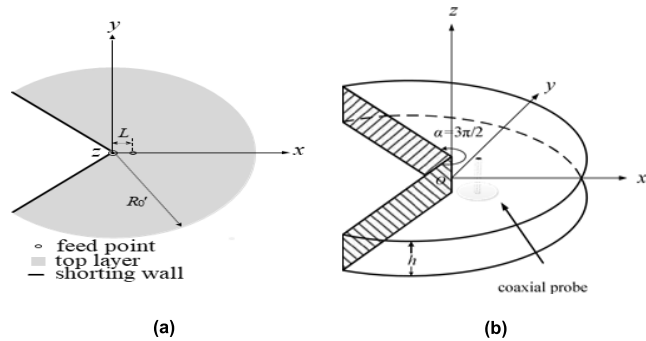 y
L
z
x
R₀'
feed point
top layer
shorting wall
(a)
z
y
α=3π/2
O
x
h
coaxial probe
(b)